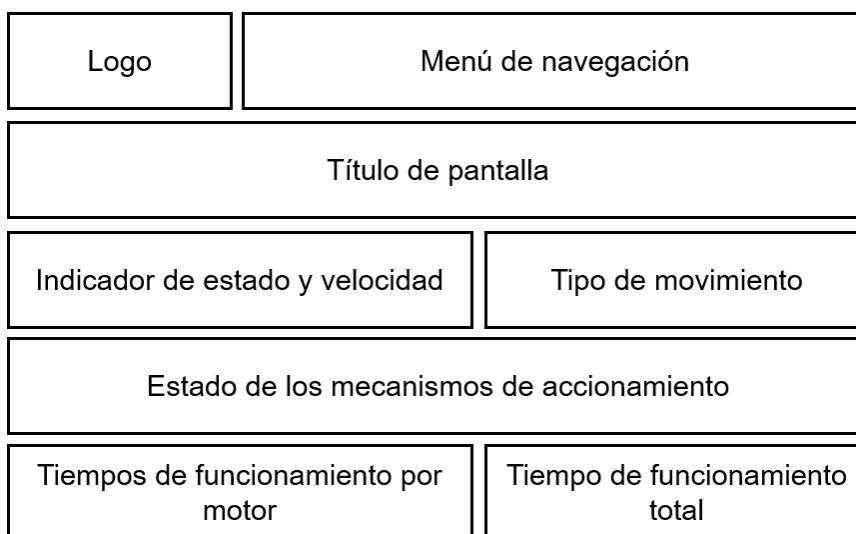 Logo
Menú de navegación
Título de pantalla
Indicador de estado y velocidad
Tipo de movimiento
Estado de los mecanismos de accionamiento
Tiempos de funcionamiento por
motor
Tiempo de funcionamiento
total